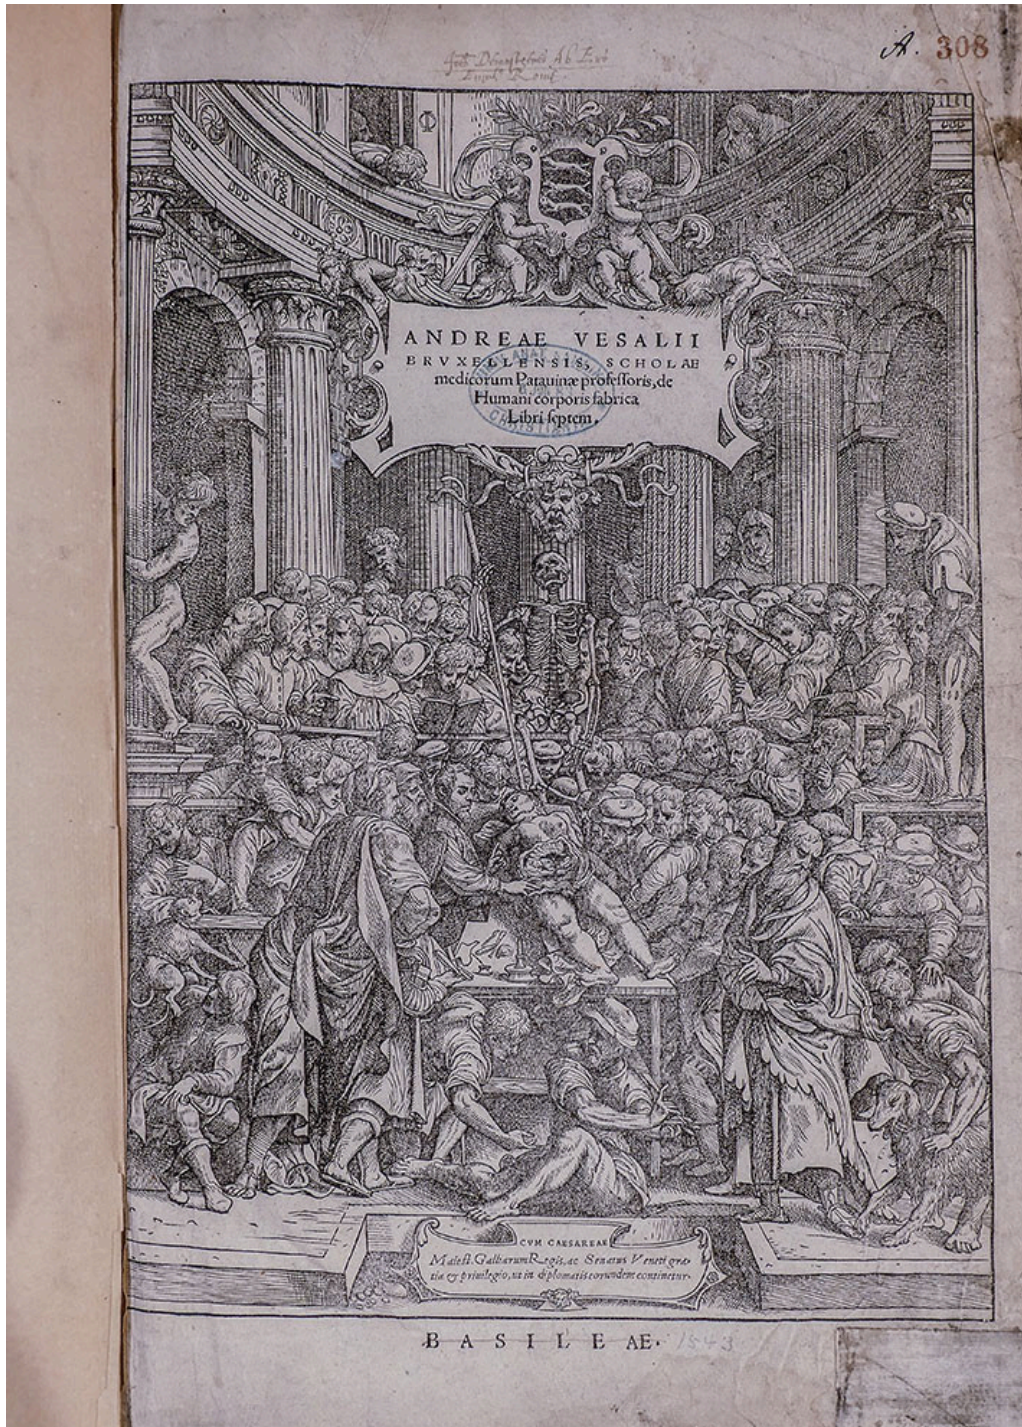 A. 308
ANDREAE VESALII
BRVXELLENSIS, SCHOLAE
medicorum Patauinæ profeſſoris, de
Humani corporis fabrica
Libri ſeptem.
CVM CAESAREAE
Maieſt. Galliarum Regis, ac Senatus Veneti gra-
tia & priuilegio, ut in diplomatis eorundem continetur.
BASILEAE. 1543